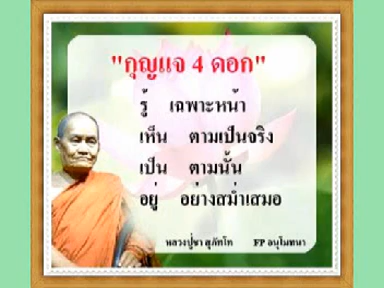 "กุญแจ 4 ดอก"
รู้ เฉพาะหน้า
เห็น ตามเป็นจริง
เป็น ตามนั้น
อยู่ อย่างสม่ำเสมอ
หลวงปู่ชา สุภัทโท FP อนุโมทนา